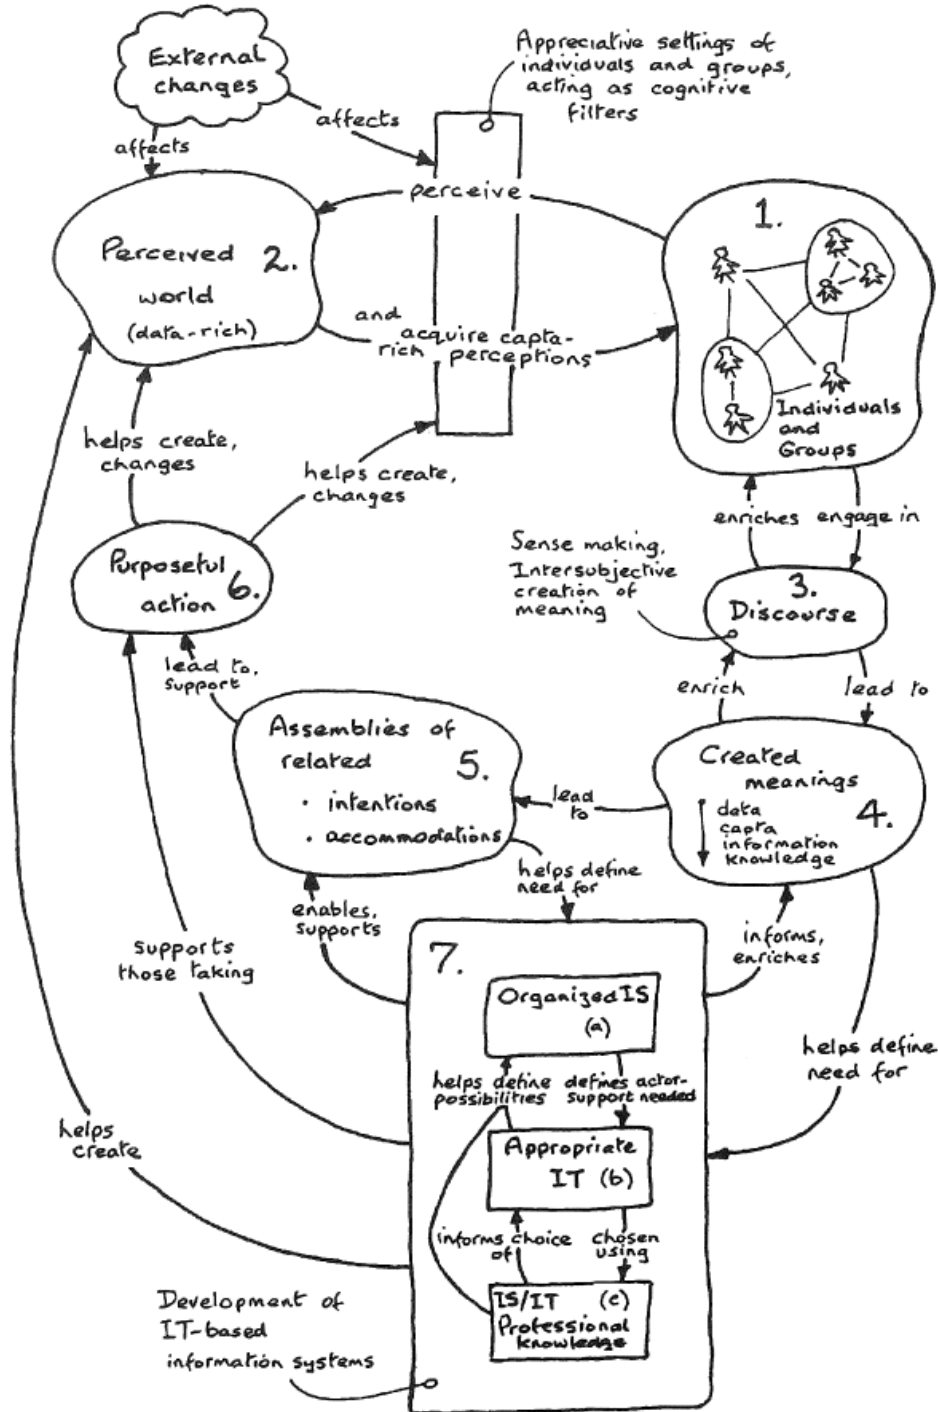 External
changes
Appreciative settings of
individuals and groups,
acting as cognitive
filters
affects
affects
perceive
1.
Perceived
2.
world
(data-rich)
and
acquire capta-
rich perceptions
Individuals
and
Groups
helps create,
changes
helps create,
changes
enriches
engage in
Sense making,
Intersubjective
creation of
meaning
Purposeful
action
6.
3.
Discourse
lead to,
support
enrich
lead to
Assemblies of
related
5.
· intentions
· accommodations
lead
to
Created
meanings
4.
data
capta
information
knowledge
helps define
need for
enables,
supports
informs,
enriches
supports
those taking
7.
Organized IS
(a)
helps define
possibilities
defines actor-
support needed
helps define
need for
helps
create
Appropriate
IT (b)
informs choice
of
chosen
using
IS/IT (c)
Professional
knowledge
Development of
IT-based
information systems